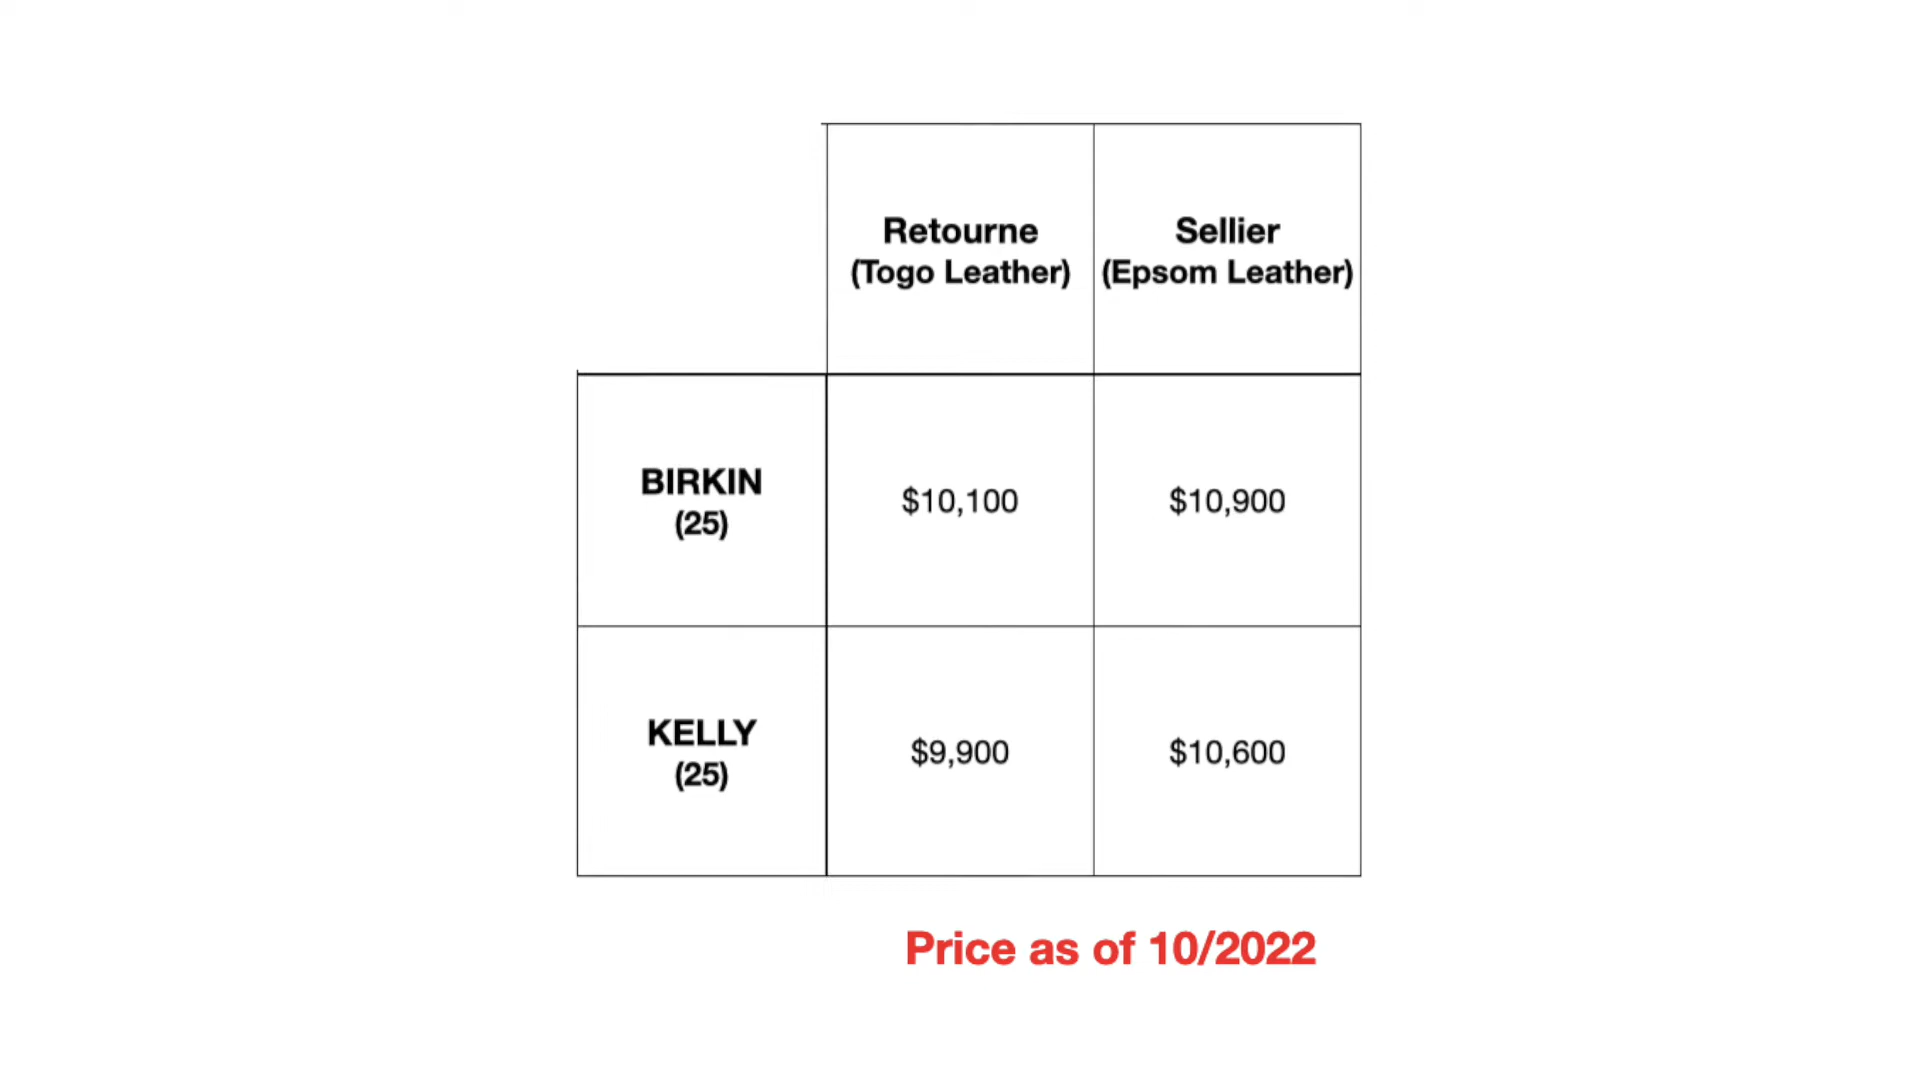 Retourne
(Togo Leather)
Sellier
(Epsom Leather)
BIRKIN
(25)
$10,100
$10,900
KELLY
(25)
$9,900
$10,600
Price as of 10/2022